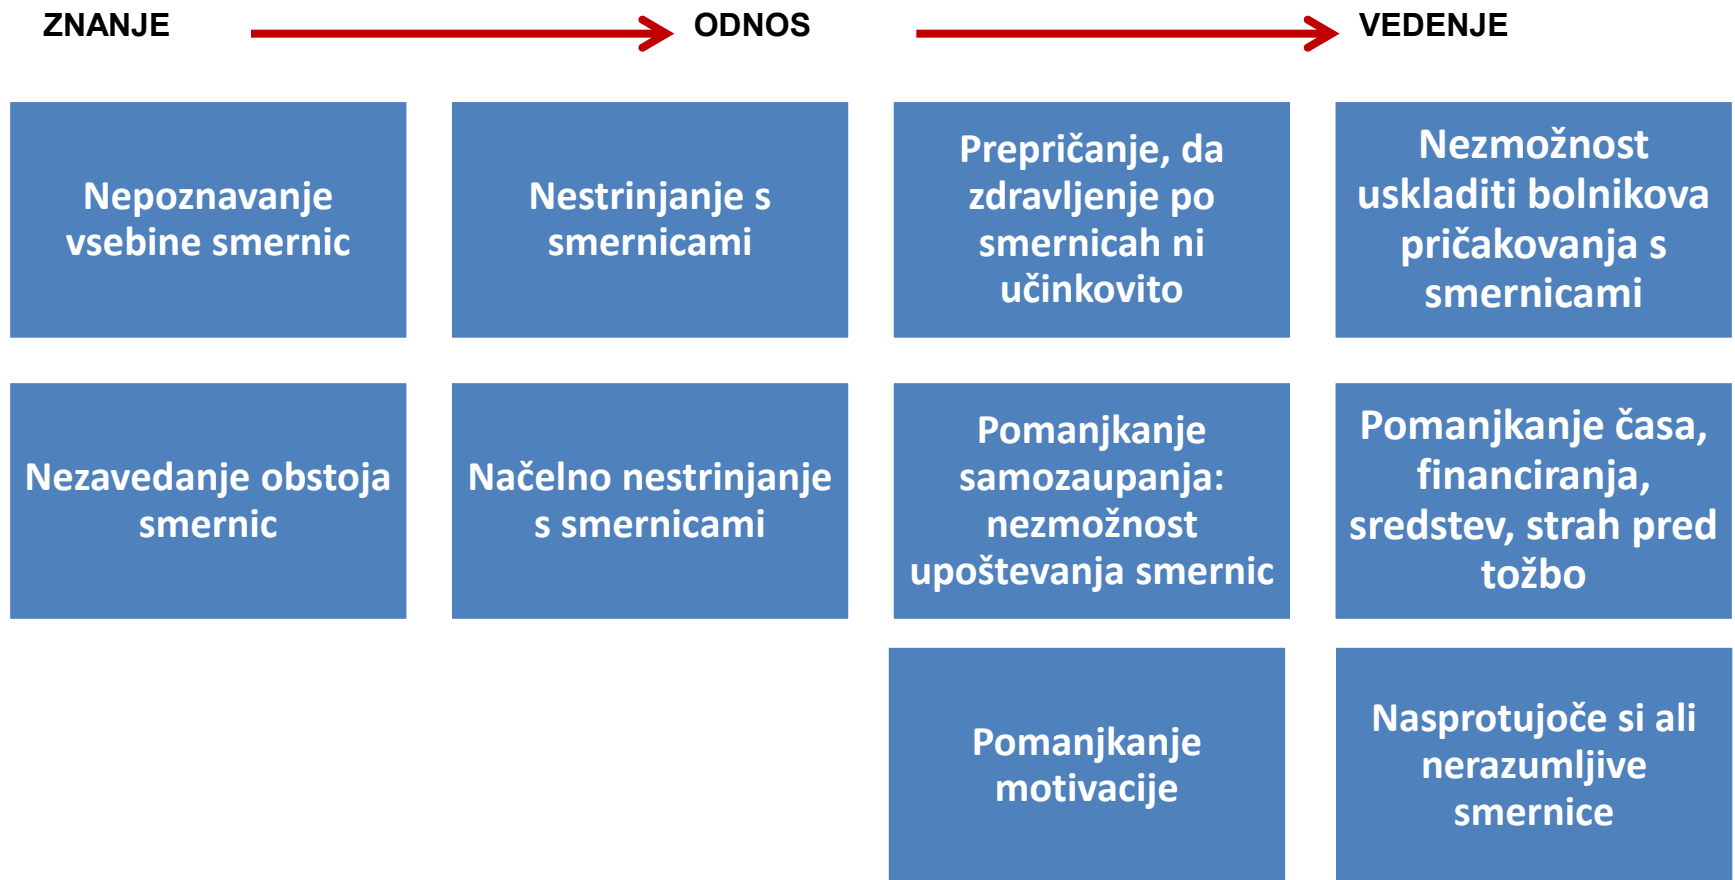 ZNANJE
ODNOS
VEDENJE
Nepoznavanje
vsebine smernic
Nestrinjanje s
smernicami
Prepričanje, da
zdravljenje po
smernicah ni
učinkovito
Nezmožnost
uskladiti bolnikova
pričakovanja s
smernicami
Nezavedanje obstoja
smernic
Načelno nestrinjanje
s smernicami
Pomanjkanje
samozaupanja:
nezmožnost
upoštevanja smernic
Pomanjkanje časa,
financiranja,
sredstev, strah pred
tožbo
Pomanjkanje
motivacije
Nasprotujoče si ali
nerazumljive
smernice